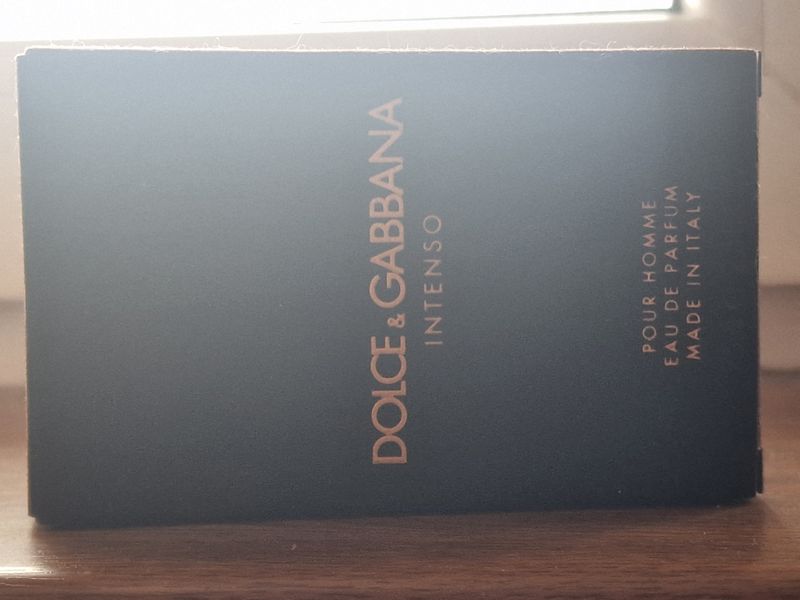 DOLCE & GABBANA
INTENSO
POUR HOMME
EAU DE PARFUM
MADE IN ITALY